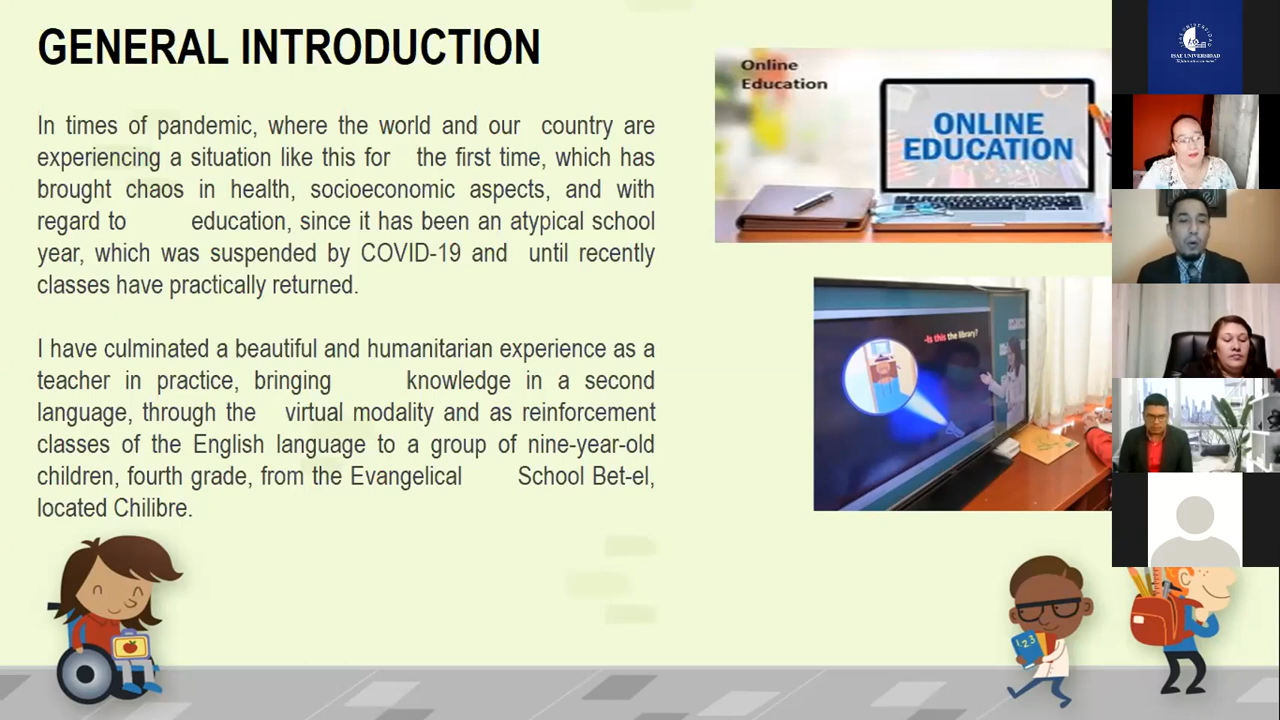 GENERAL INTRODUCTION
In times of pandemic, where the world and our country are
experiencing a situation like this for the first time, which has
brought chaos in health, socioeconomic aspects, and with
regard to education, since it has been an atypical school
year, which was suspended by COVID-19 and until recently
classes have practically returned.
I have culminated a beautiful and humanitarian experience as a
teacher in practice, bringing knowledge in a second
language, through the virtual modality and as reinforcement
classes of the English language to a group of nine-year-old
children, fourth grade, from the Evangelical School Bet-el,
located Chilibre.
Online
Education
ONLINE
EDUCATION
-Is this the library?
ISAE UNIVERSIDAD
1,2,3